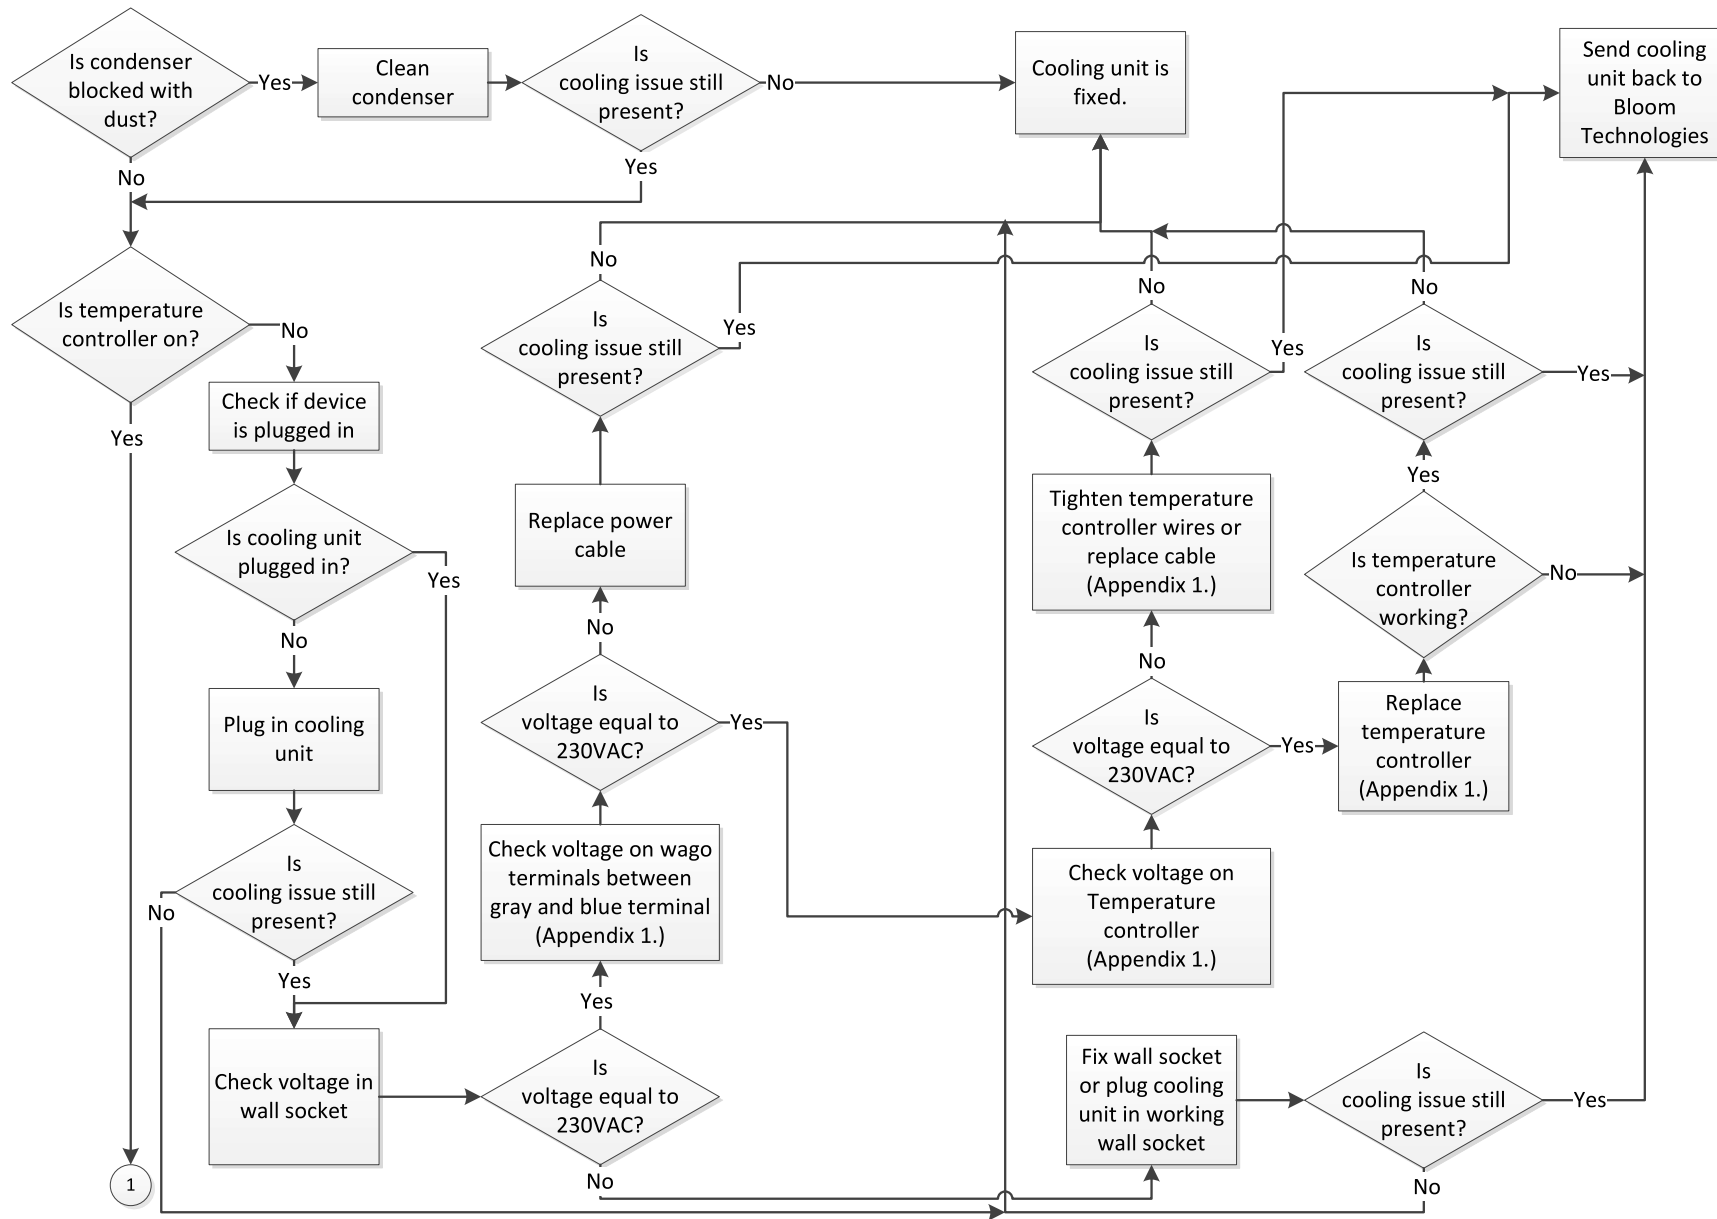 Is condenser
blocked with
dust?
Yes
Clean
condenser
Is
cooling issue still
present?
No
Cooling unit is
fixed.
Send cooling
unit back to
Bloom
Technologies
No
Yes
Is temperature
controller on?
No
Yes
Check if device
is plugged in
Is cooling unit
plugged in?
Yes
No
Plug in cooling
unit
Is
cooling issue still
present?
No
Yes
Check voltage in
wall socket
1
No
Is
cooling issue still
present?
Yes
Replace power
cable
No
Is
voltage equal to
230VAC?
Yes
Check voltage on wago
terminals between
gray and blue terminal
(Appendix 1.)
Yes
Is
voltage equal to
230VAC?
No
No
Is
cooling issue still
present?
Yes
Tighten temperature
controller wires or
replace cable
(Appendix 1.)
No
Is
voltage equal to
230VAC?
Yes
Check voltage on
Temperature
controller
(Appendix 1.)
No
Is
cooling issue still
present?
Yes
Yes
Is temperature
controller
working?
No
Replace
temperature
controller
(Appendix 1.)
Fix wall socket
or plug cooling
unit in working
wall socket
Is
cooling issue still
present?
Yes
No